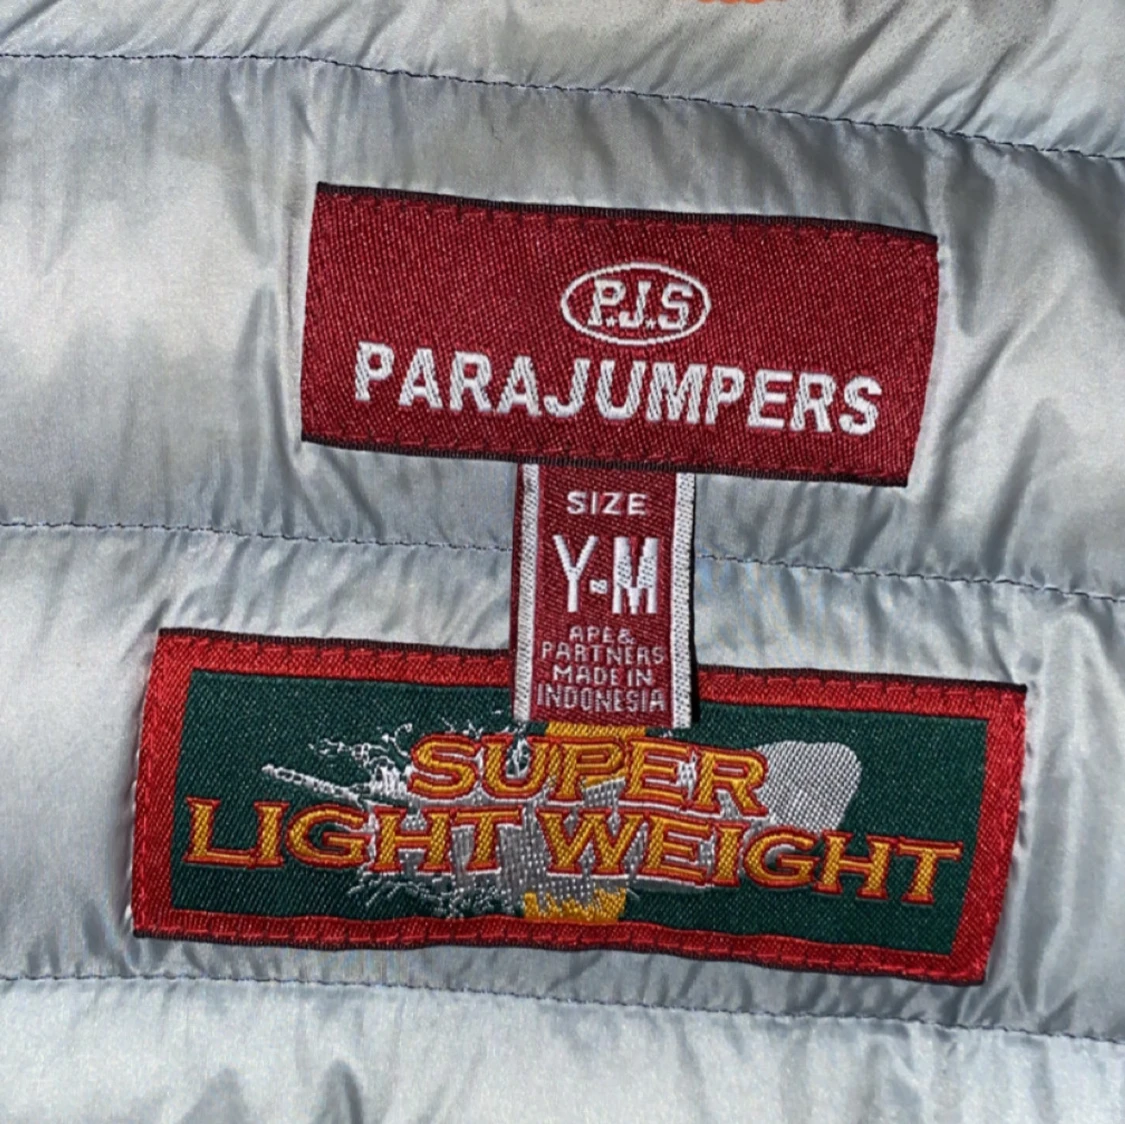 P.J.S
PARAJUMPERS
SIZE
Y-M
APE&
PARTNERS
MADE IN
INDONESIA
SUPER
LIGHT WEIGHT